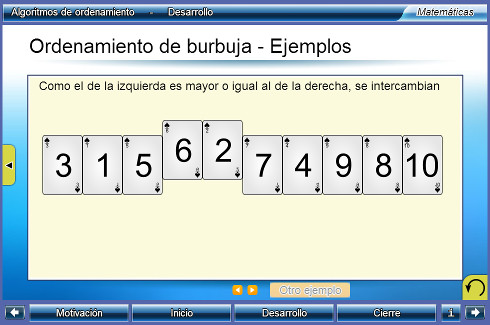 Algoritmos de ordenamiento - Desarrollo Matemáticas
Ordenamiento de burbuja - Ejemplos
Como el de la izquierda es mayor o igual al de la derecha, se intercambian
3 1 5 6 2 7 4 9 8 10
Otro ejemplo
Motivación Inicio Desarrollo Cierre i